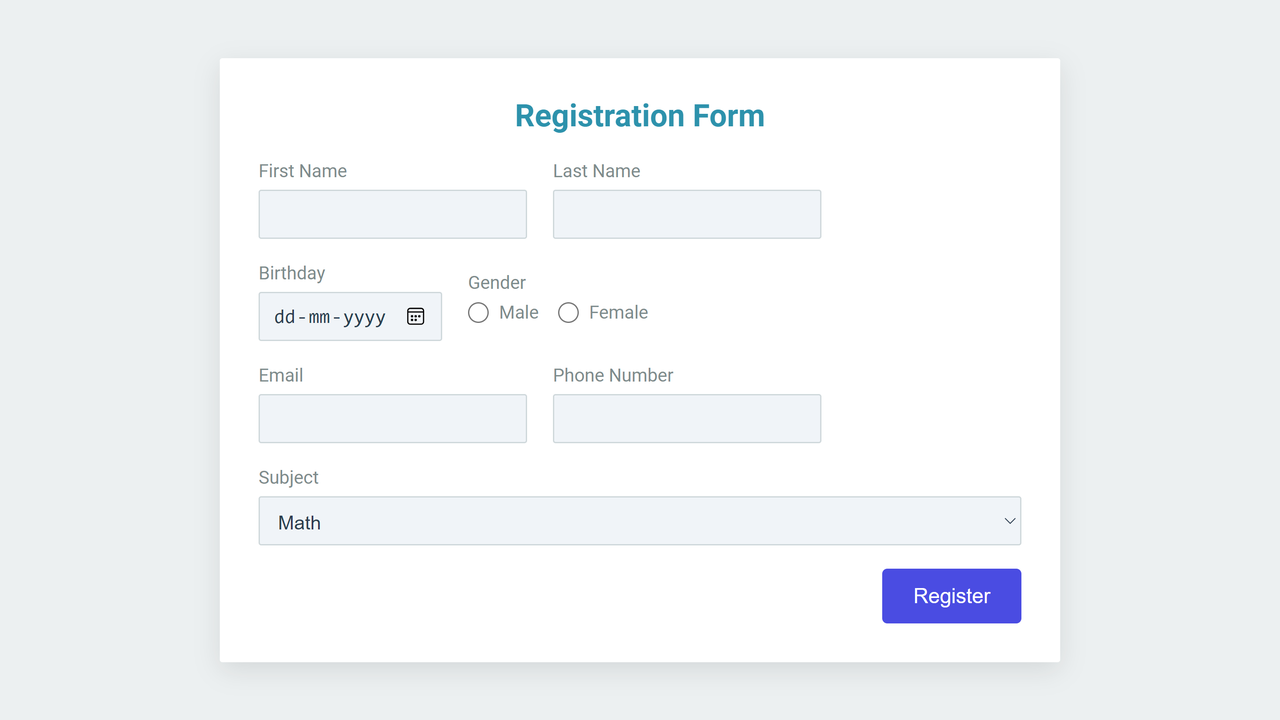 Registration Form
First Name Last Name
Birthday Gender
dd-mm-yyyy Male Female
Email Phone Number
Subject
Math
Register